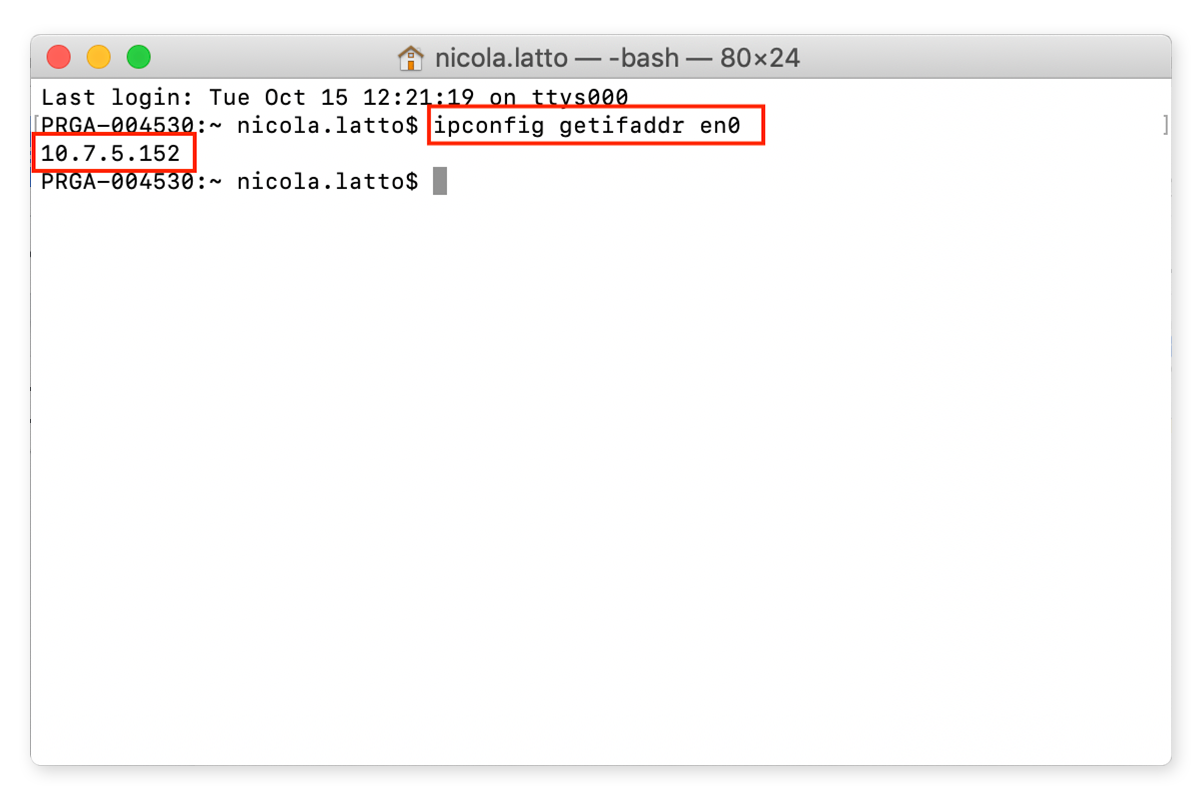 nicola.latto — -bash — 80×24
Last login: Tue Oct 15 12:21:19 on ttys000
[PRGA-004530:~ nicola.latto$ ipconfig getifaddr en0 ]
10.7.5.152
PRGA-004530:~ nicola.latto$